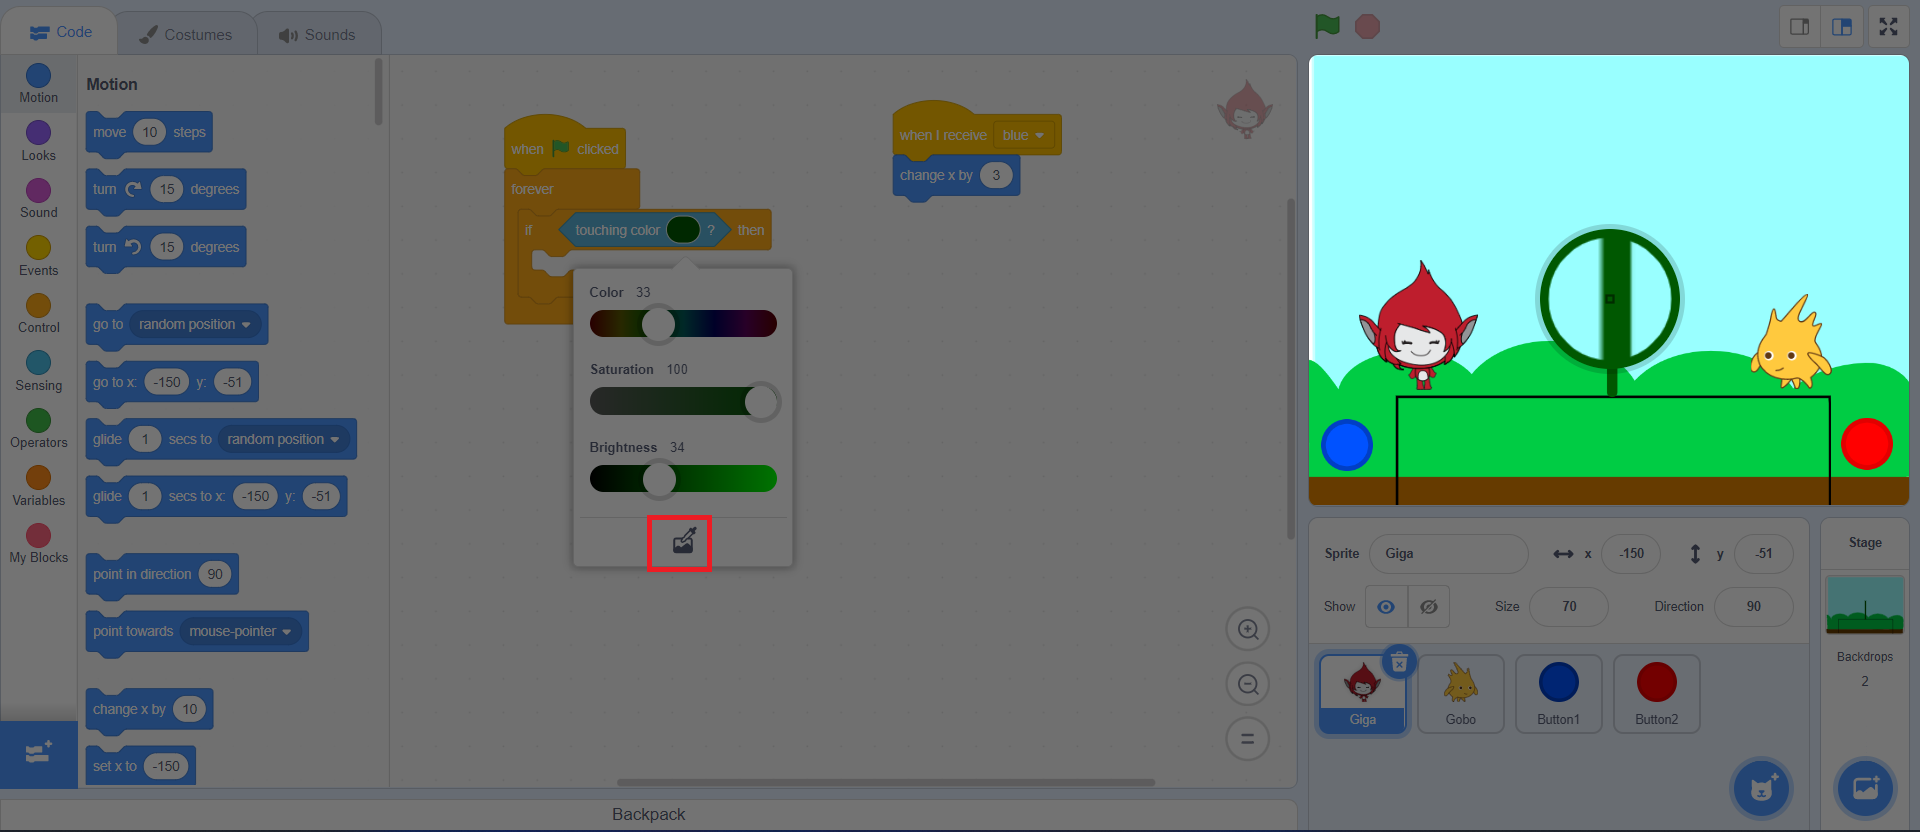 Code
Costumes
Sounds
Motion
Looks
Sound
Events
Control
Sensing
Operators
Variables
My Blocks
Motion
move 10 steps
turn 15 degrees
turn 15 degrees
go to random position
go to x: -150 y: -51
glide 1 secs to random position
glide 1 secs to x: -150 y: -51
point in direction 90
point towards mouse-pointer
change x by 10
set x to -150
when clicked
forever
if touching color ? then
Color 33
Saturation 100
Brightness 34
when I receive blue
change x by 3
Backpack
Sprite Giga x -150 y -51
Show Size 70 Direction 90
Giga
Gobo
Button1
Button2
Stage
Backdrops
2